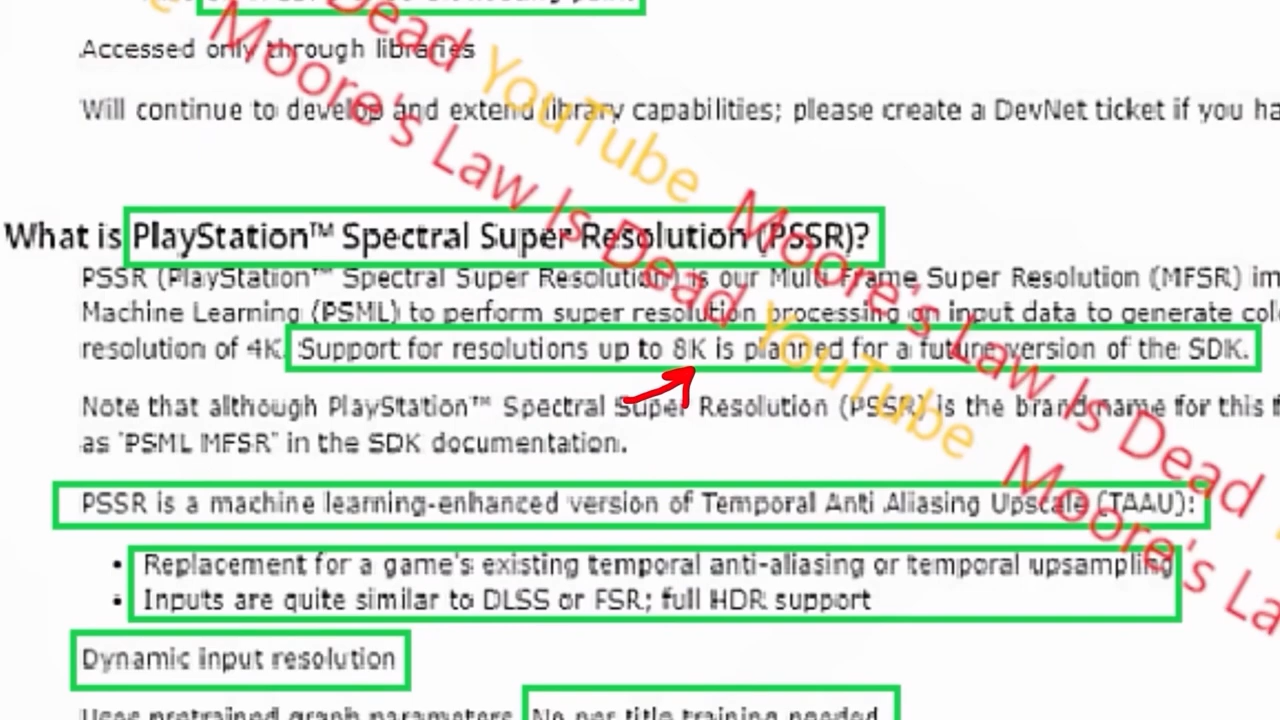 Accessed only through libraries
Will continue to develop and extend library capabilities; please create a DevNet ticket if you ha
What is PlayStation™ Spectral Super Resolution (PSSR)?
PSSR (PlayStation™ Spectral Super Resolution) is our Multi Frame Super Resolution (MFSR) im
Machine Learning (PSML) to perform super resolution processing on input data to generate col
resolution of 4K. Support for resolutions up to 8K is planned for a future version of the SDK.
Note that although PlayStation™ Spectral Super Resolution (PSSR) is the brand name for this f
as "PSML MFSR" in the SDK documentation.
PSSR is a machine learning-enhanced version of Temporal Anti Aliasing Upscale (TAAU):
• Replacement for a game's existing temporal anti-aliasing or temporal upsampling
• Inputs are quite similar to DLSS or FSR; full HDR support
Dynamic input resolution
Uses pretrained graph parameters No per title training needed
Dead YouTube Moore's Law Is Dead
Moore's Law Is Dead YouTube Moore's La